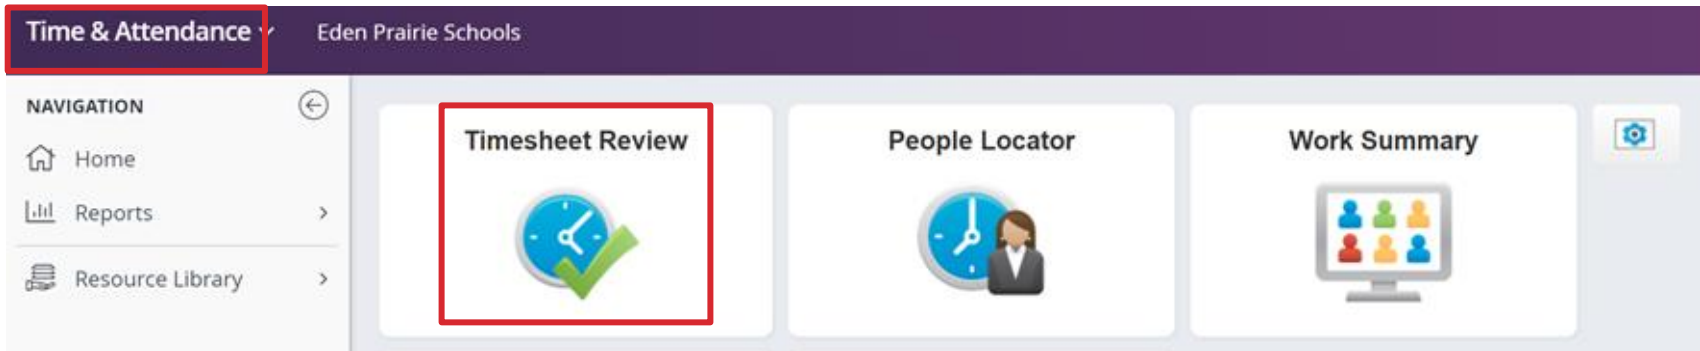 Time & Attendance
Eden Prairie Schools
NAVIGATION
Home
Reports
Resource Library
Timesheet Review
People Locator
Work Summary